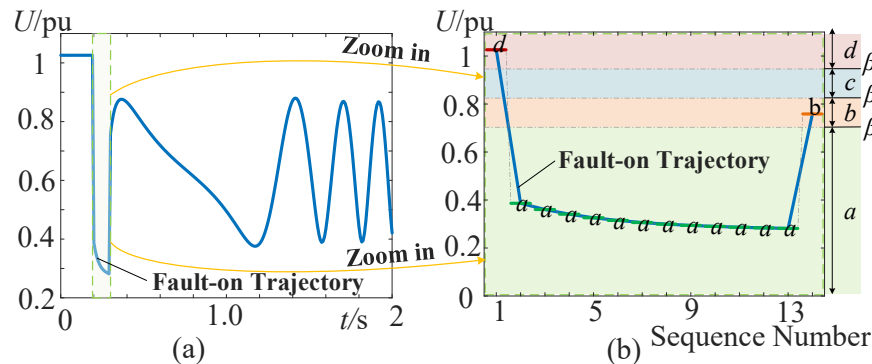 U/pu
1
0.8
0.6
0.4
0.2
0
1.0
2
t/s
Zoom in
Zoom in
Fault-on Trajectory
(a)
U/pu
1
0.8
0.6
0.4
0.2
0
1
5
9
13
Sequence Number
(b)
Fault-on Trajectory
d
a a a a a a a a a a a a
b
d
c
b
a
β
β
β